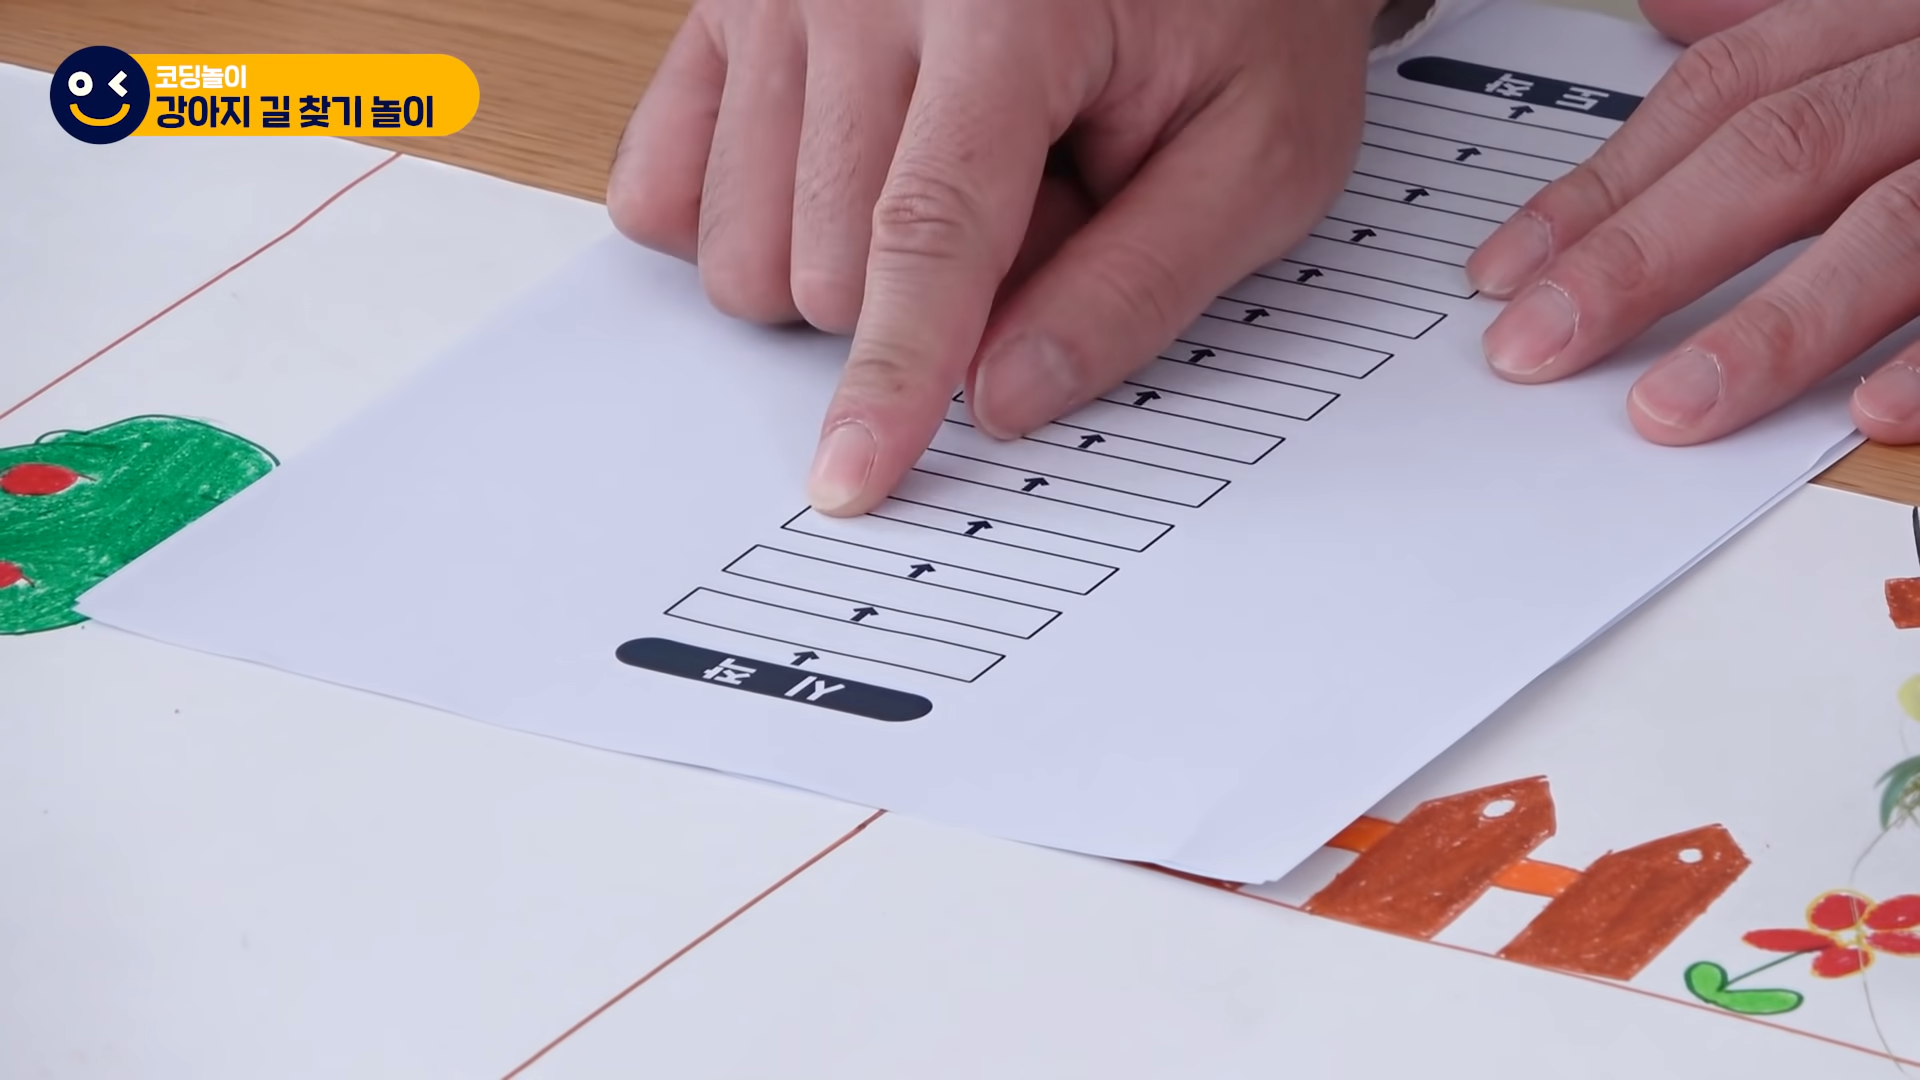 코딩놀이
강아지 길 찾기 놀이
도 착
시 작